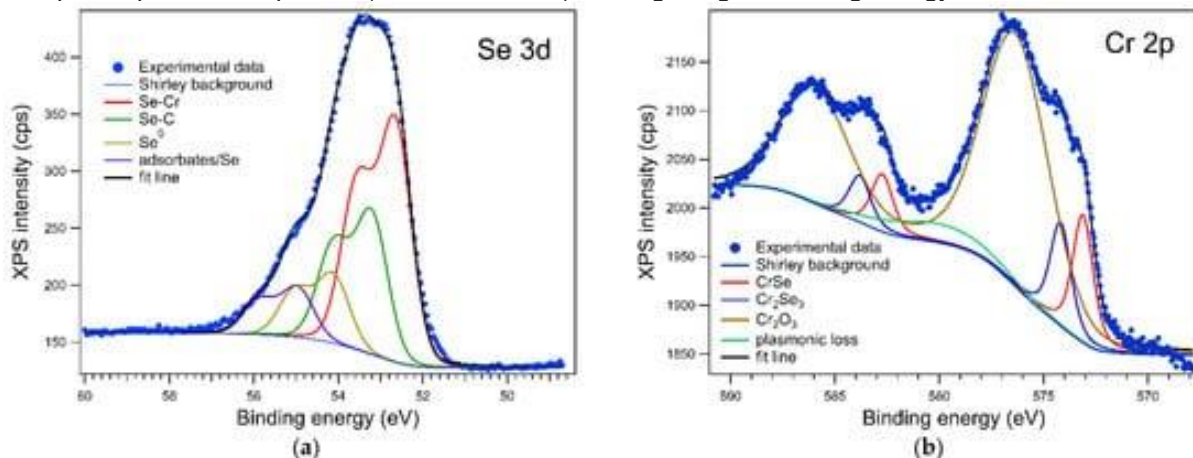 Se 3d
Experimental data
Shirley background
Se-Cr
Se-C
Se⁰
adsorbates/Se
fit line
400
350
300
250
200
150
XPS intensity (cps)
60
58
56
54
52
50
Binding energy (eV)
(a)
Cr 2p
2150
2100
2050
2000
1950
1900
1850
XPS intensity (cps)
Experimental data
Shirley background
CrSe
Cr₂Se₃
Cr₂O₃
plasmonic loss
fit line
590
585
580
575
570
Binding energy (eV)
(b)